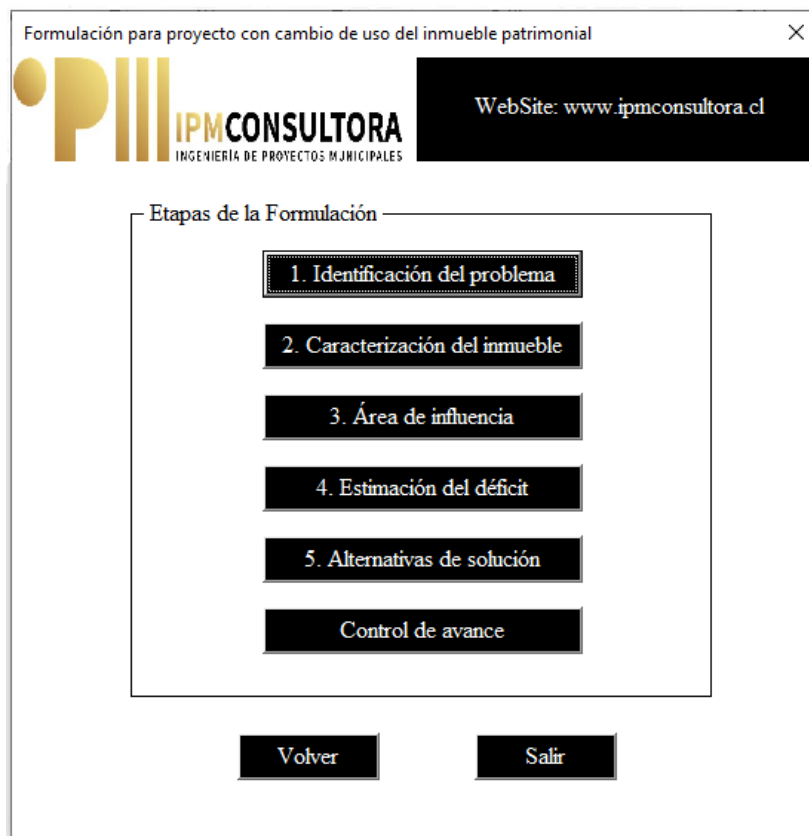 Formulación para proyecto con cambio de uso del inmueble patrimonial
IPMCONSULTORA
INGENIERÍA DE PROYECTOS MUNICIPALES
WebSite: www.ipmconsultora.cl
Etapas de la Formulación
1. Identificación del problema
2. Caracterización del inmueble
3. Área de influencia
4. Estimación del déficit
5. Alternativas de solución
Control de avance
Volver
Salir